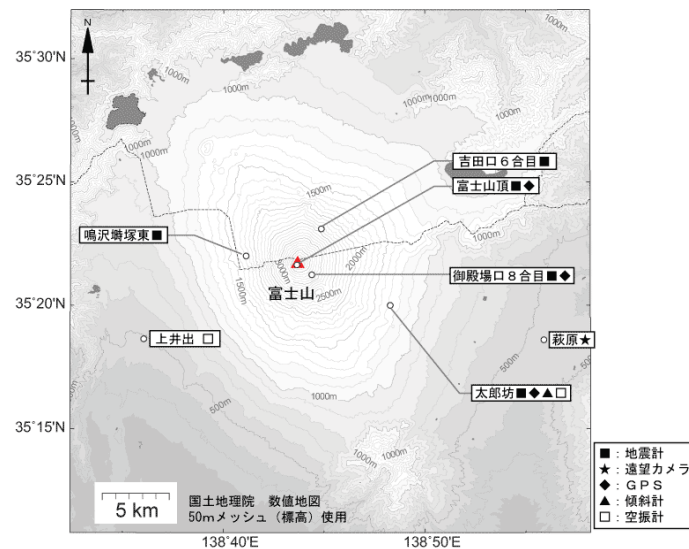 N
35°30'N
35°25'N
35°20'N
35°15'N
138°40'E
138°50'E
1000m
1000m
1000m
1000m
1000m
1000m
1000m
1000m
1500m
吉田口6合目■
富士山頂■◆
鳴沢塒塚東■
3000m
2000m
1500m
2500m
御殿場口8合目■◆
富士山
上井出 □
萩原★
500m
500m
太郎坊■◆▲□
1000m
1000m
1000m
5 km
国土地理院 数値地図
50mメッシュ(標高)使用
■:地震計
★:遠望カメラ
◆:GPS
▲:傾斜計
□:空振計